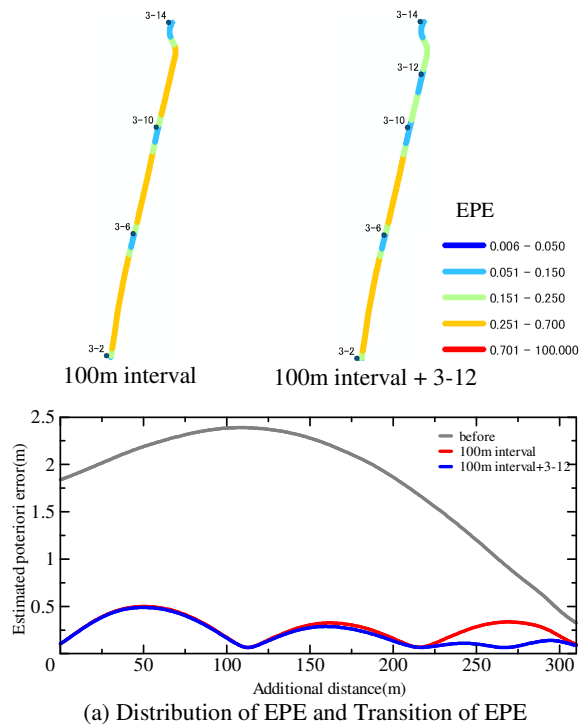 3-14
3-10
3-6
3-2
100m interval
3-14
3-12
3-10
3-6
3-2
100m interval + 3-12
EPE
0.006 - 0.050
0.051 - 0.150
0.151 - 0.250
0.251 - 0.700
0.701 - 100.000
Estimated poteriori error(m)
2.5
2
1.5
1
0.5
before
100m interval
100m interval+3-12
0 50 100 150 200 250 300
Additional distance(m)
(a) Distribution of EPE and Transition of EPE